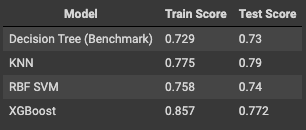 Model Train Score Test Score
Decision Tree (Benchmark) 0.729 0.73
KNN 0.775 0.79
RBF SVM 0.758 0.74
XGBoost 0.857 0.772